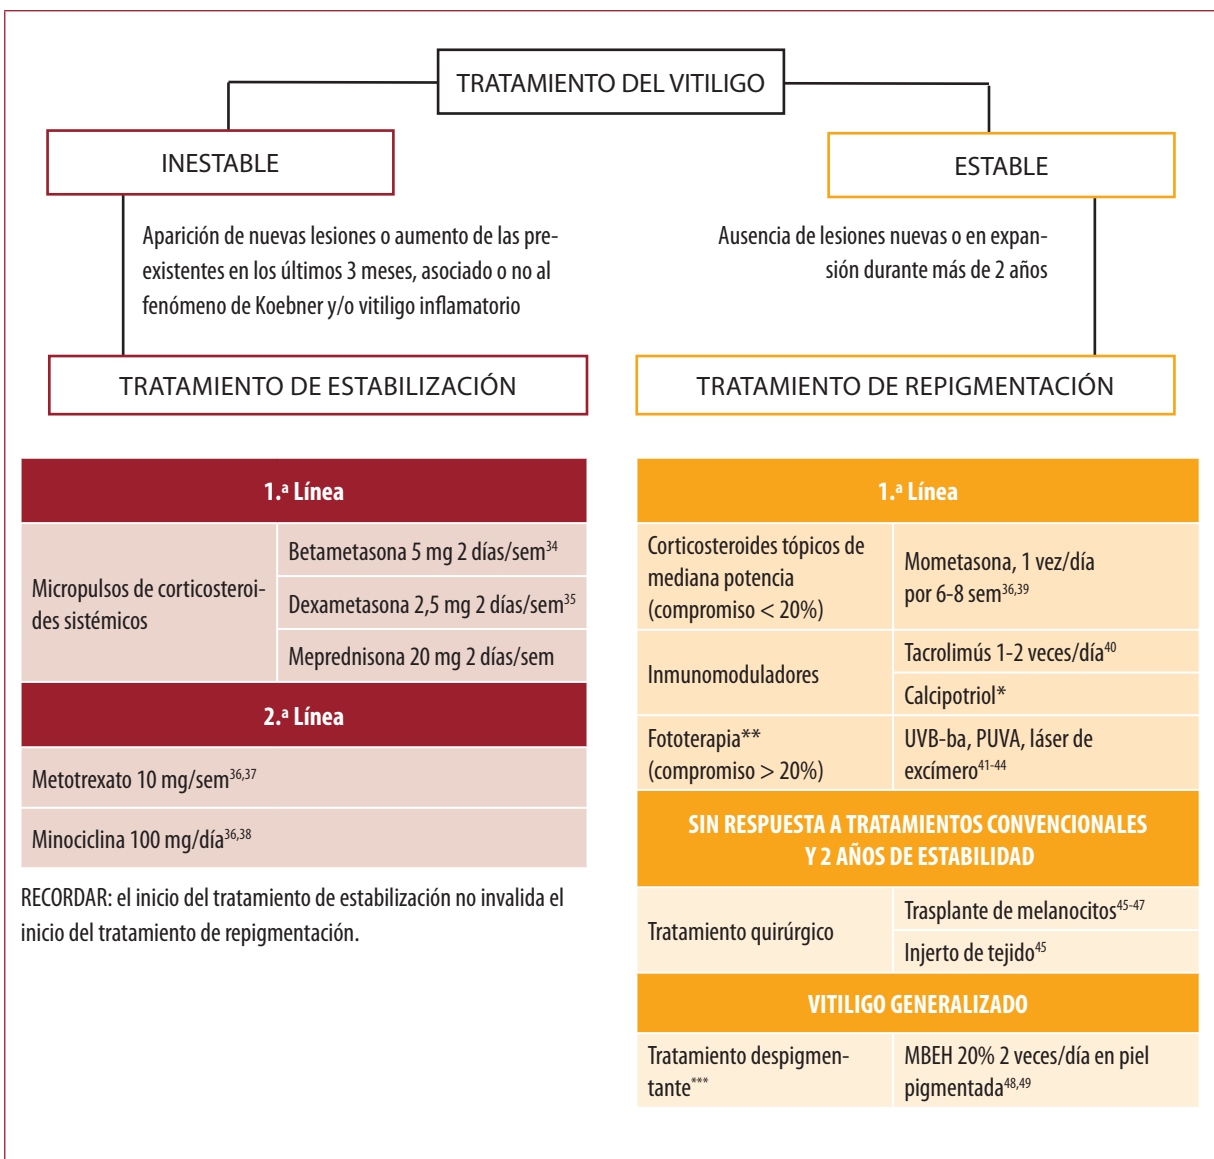 TRATAMIENTO DEL VITILIGO
INESTABLE
Aparición de nuevas lesiones o aumento de las pre-
existentes en los últimos 3 meses, asociado o no al
fenómeno de Koebner y/o vitiligo inflamatorio
TRATAMIENTO DE ESTABILIZACIÓN
1.ª Línea
Micropulsos de corticosteroi-
des sistémicos
Betametasona 5 mg 2 días/sem34
Dexametasona 2,5 mg 2 días/sem35
Meprednisona 20 mg 2 días/sem
2.ª Línea
Metotrexato 10 mg/sem36,37
Minociclina 100 mg/día36,38
RECORDAR: el inicio del tratamiento de estabilización no invalida el
inicio del tratamiento de repigmentación.
ESTABLE
Ausencia de lesiones nuevas o en expan-
sión durante más de 2 años
TRATAMIENTO DE REPIGMENTACIÓN
1.ª Línea
Corticosteroides tópicos de
mediana potencia
(compromiso < 20%)
Mometasona, 1 vez/día
por 6-8 sem36,39
Inmunomoduladores
Tacrolimús 1-2 veces/día40
Calcipotriol*
Fototerapia**
(compromiso > 20%)
UVB-ba, PUVA, láser de
excímero41-44
SIN RESPUESTA A TRATAMIENTOS CONVENCIONALES
Y 2 AÑOS DE ESTABILIDAD
Tratamiento quirúrgico
Trasplante de melanocitos45-47
Injerto de tejido45
VITILIGO GENERALIZADO
Tratamiento despigmen-
tante***
MBEH 20% 2 veces/día en piel
pigmentada48,49